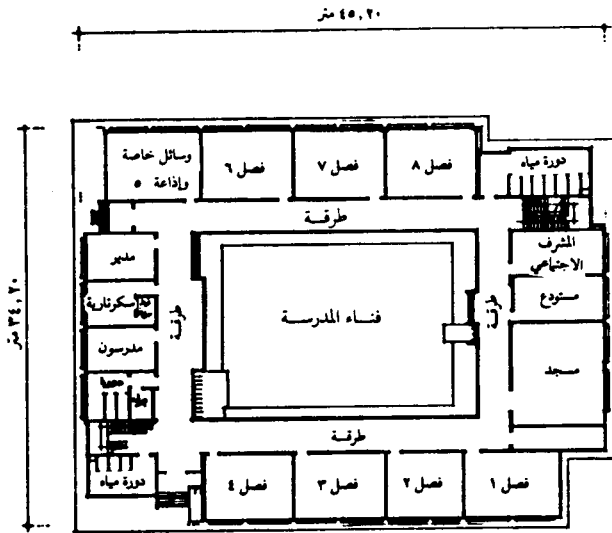 ٤٥,٢٠ متر
٣٤,٢٠ متر
وسائل خاصة
وإذاعة ٥
فصل ٦
فصل ٧
فصل ٨
دورة مياه
طرقة
المشرف
الاجتماعي
مدير
سكرتارية
مستودع
طرقة
فناء المدرسة
طرقة
مدرسون
مسجد
طرقة
دورة مياه
فصل ٤
فصل ٣
فصل ٢
فصل ١